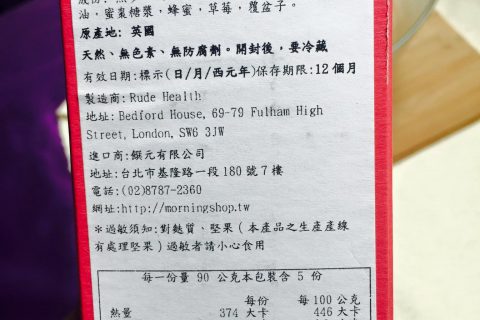 油，蜜棗糖漿，蜂蜜，草莓，覆盆子。
原產地: 英國
天然、無色素、無防腐劑。開封後，要冷藏
有效日期:標示(日/月/西元年)保存期限:12個月
製造商:Rude Health
地址: Bedford House, 69-79 Fulham High
Street, London, SW6 3JW
進口商:饌元有限公司
地址:台北市基隆路一段180號7樓
電話:(02)8787-2360
網址:http://morningshop.tw
*過敏須知:對麩質、堅果(本產品之生產產線
有處理堅果)過敏者請小心食用
每一份量 90 公克本包裝含 5 份
每份 每100公克
熱量 374 大卡 446 大卡